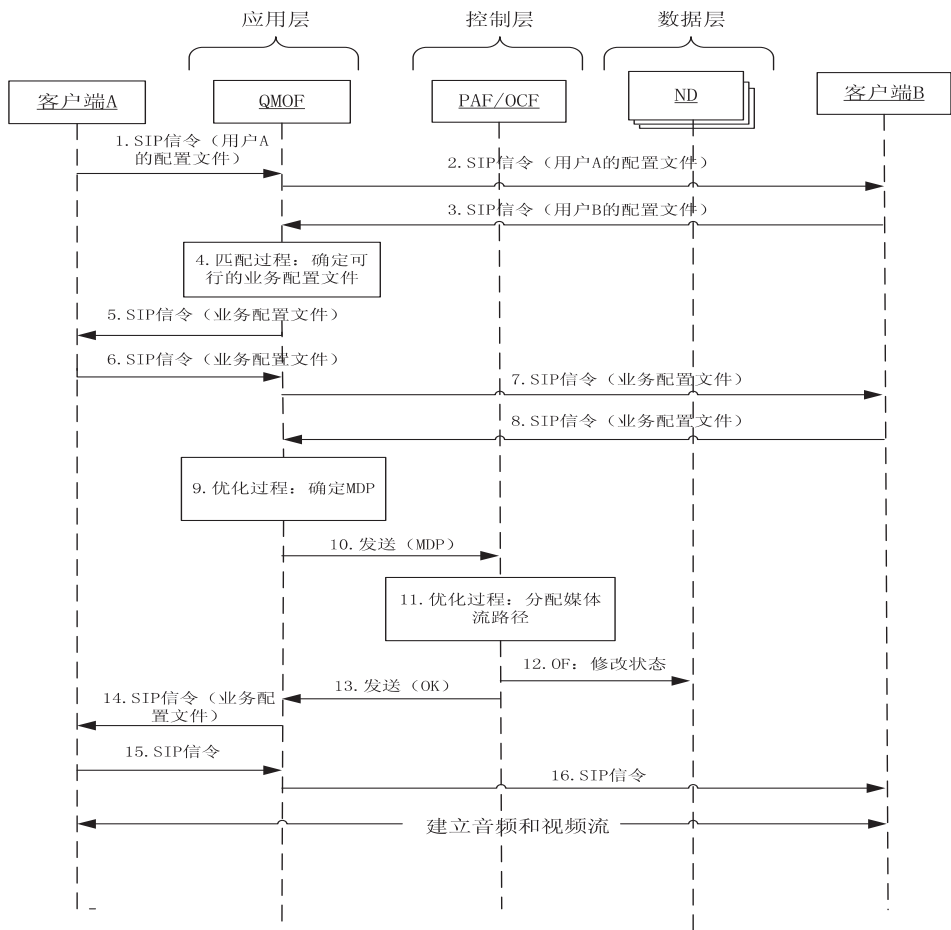 应用层
控制层
数据层
客户端A
QMOF
PAF/OCF
ND
客户端B
1.SIP信令（用户A
的配置文件）
2.SIP信令（用户A的配置文件）
3.SIP信令（用户B的配置文件）
4.匹配过程：确定可
行的业务配置文件
5.SIP信令（业务配置文件）
6.SIP信令（业务配置文件）
7.SIP信令（业务配置文件）
8.SIP信令（业务配置文件）
9.优化过程：确定MDP
10.发送（MDP）
11.优化过程：分配媒体
流路径
12.OF：修改状态
13.发送（OK）
14.SIP信令（业务配
置文件）
15.SIP信令
16.SIP信令
建立音频和视频流